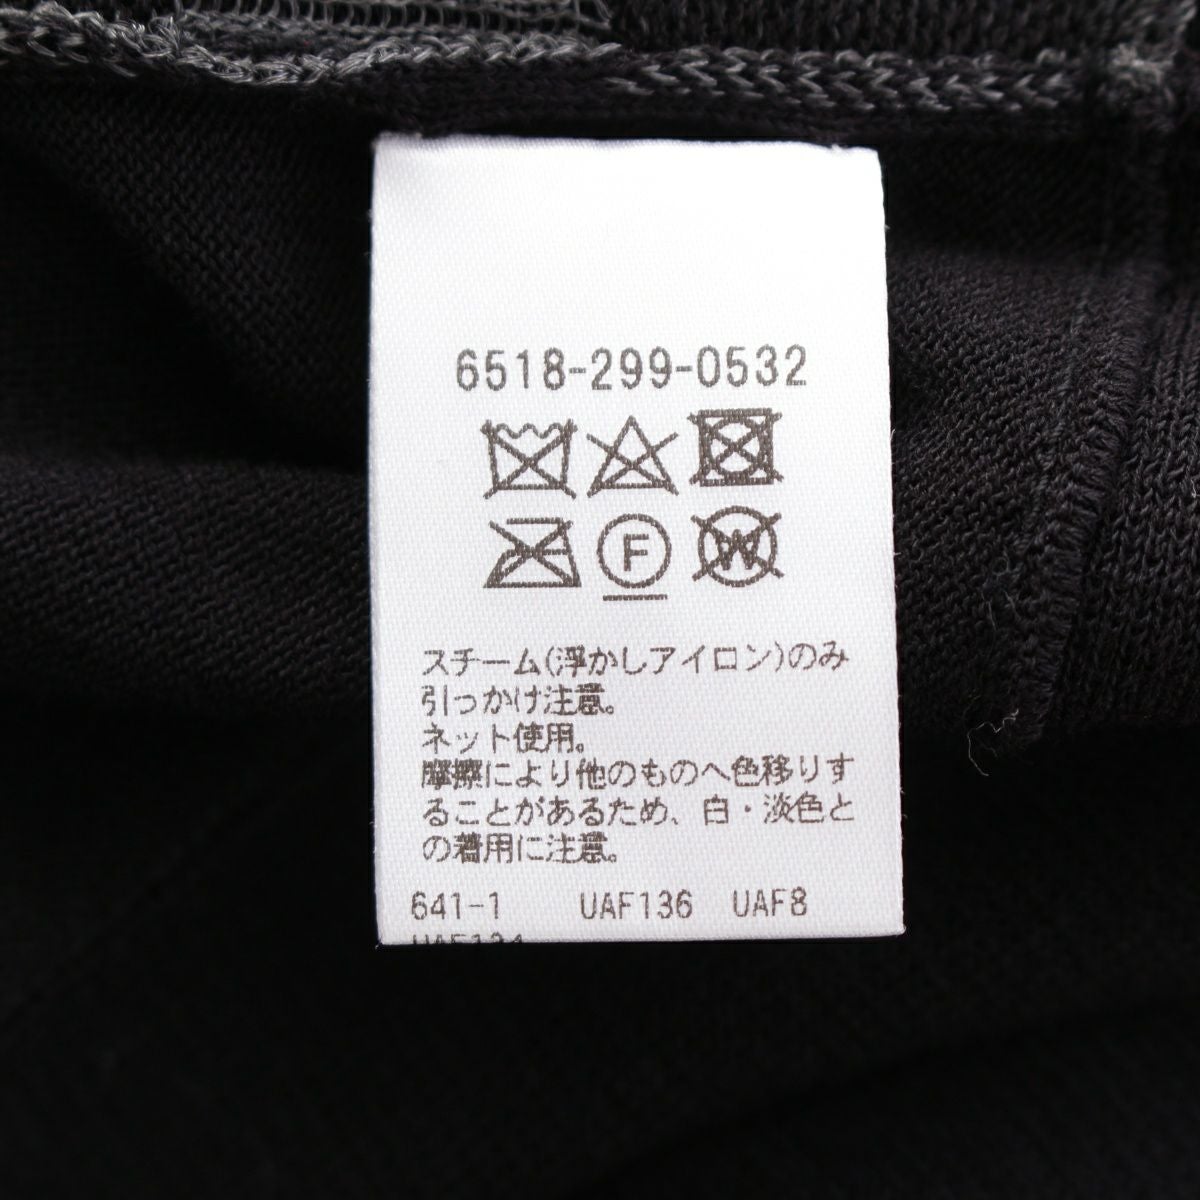 6518-299-0532
F
W
スチーム(浮かしアイロン)のみ
引っかけ注意。
ネット使用。
摩擦により他のものへ色移りす
ることがあるため、白・淡色と
の着用に注意。
641-1 UAF136 UAF8